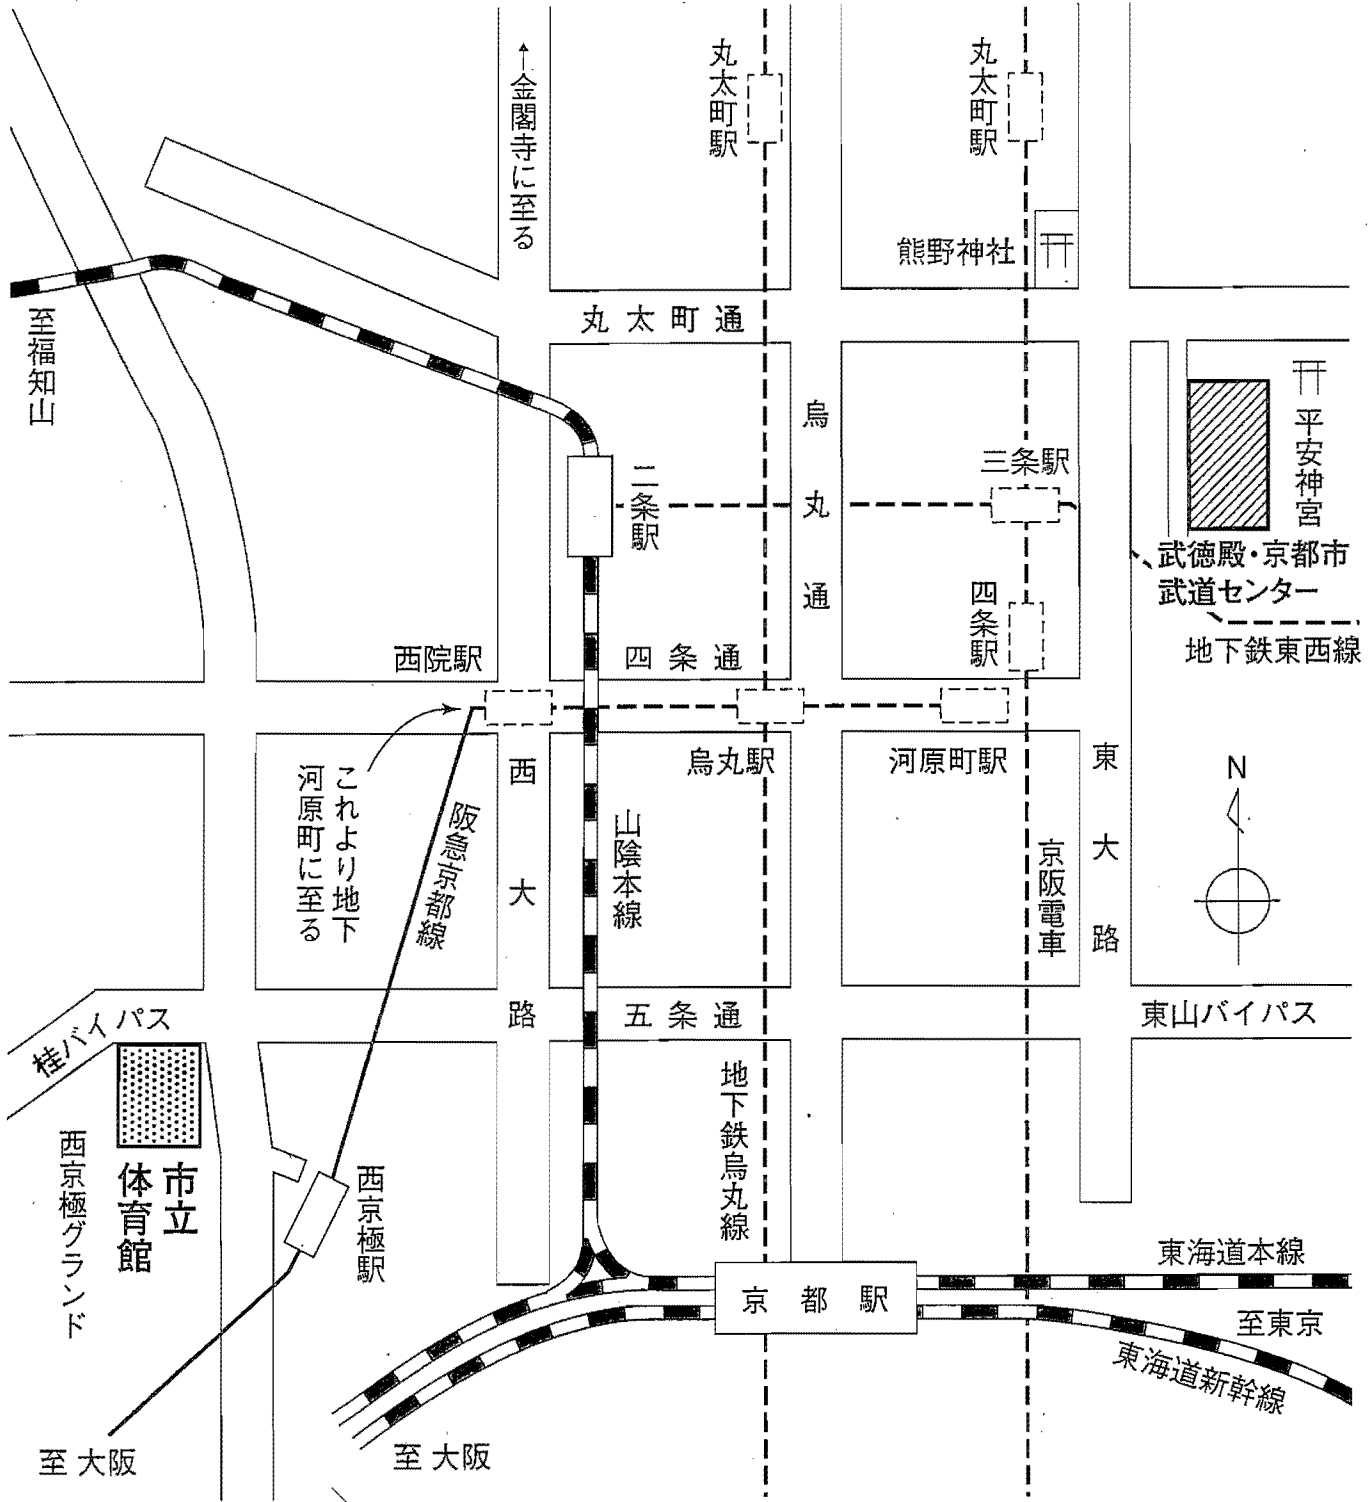 ↑金閣寺に至る
丸太町駅
丸太町駅
熊野神社
至福知山
丸太町通
烏丸通
三条駅
二条駅
平安神宮
武徳殿・京都市
武道センター
地下鉄東西線
四条駅
西院駅
四条通
烏丸駅
河原町駅
これより地下
河原町に至る
阪急京都線
西大路
山陰本線
京阪電車
東大路
N
桂バイパス
五条通
東山バイパス
市立
体育館
西京極グランド
西京極駅
地下鉄烏丸線
京都駅
東海道本線
至東京
東海道新幹線
至大阪
至大阪